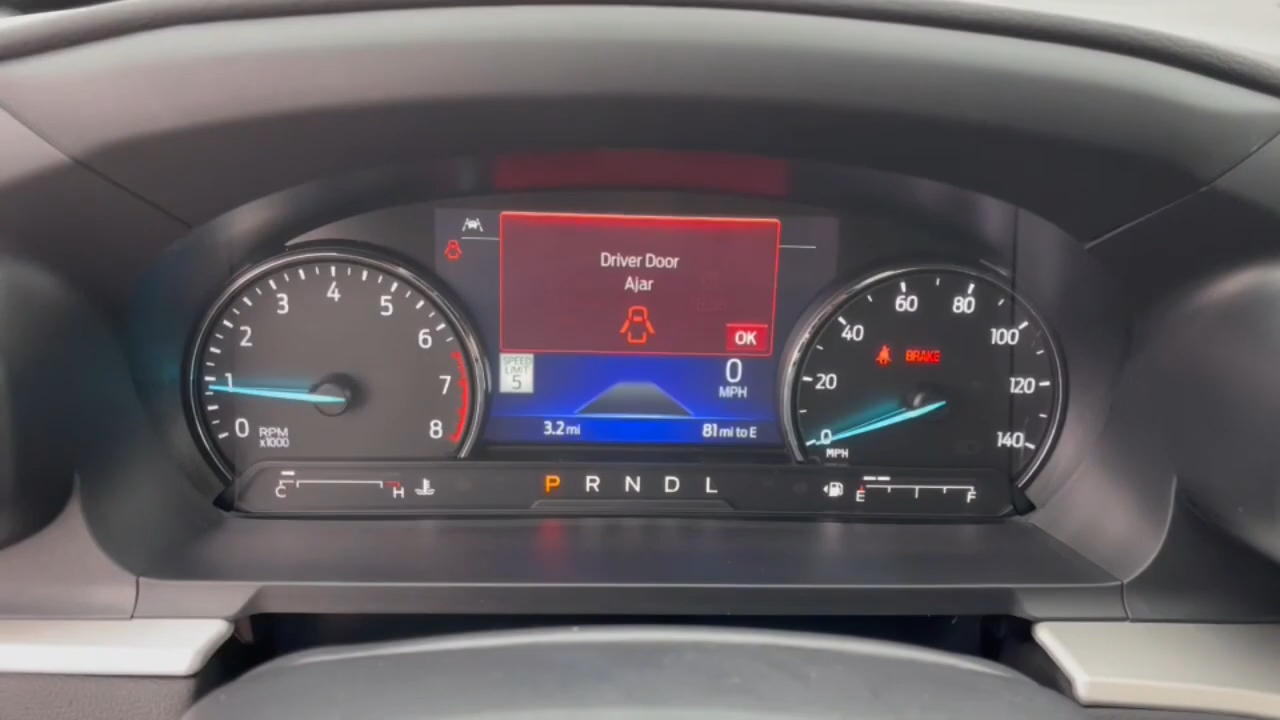 Driver Door
Ajar
OK
SPEED
LIMIT
5
0
MPH
3.2 mi
81 mi to E
0
1
2
3
4
5
6
7
8
RPM
x1000
0
20
40
60
80
100
120
140
MPH
BRAKE
C
H
P R N D L
E
F